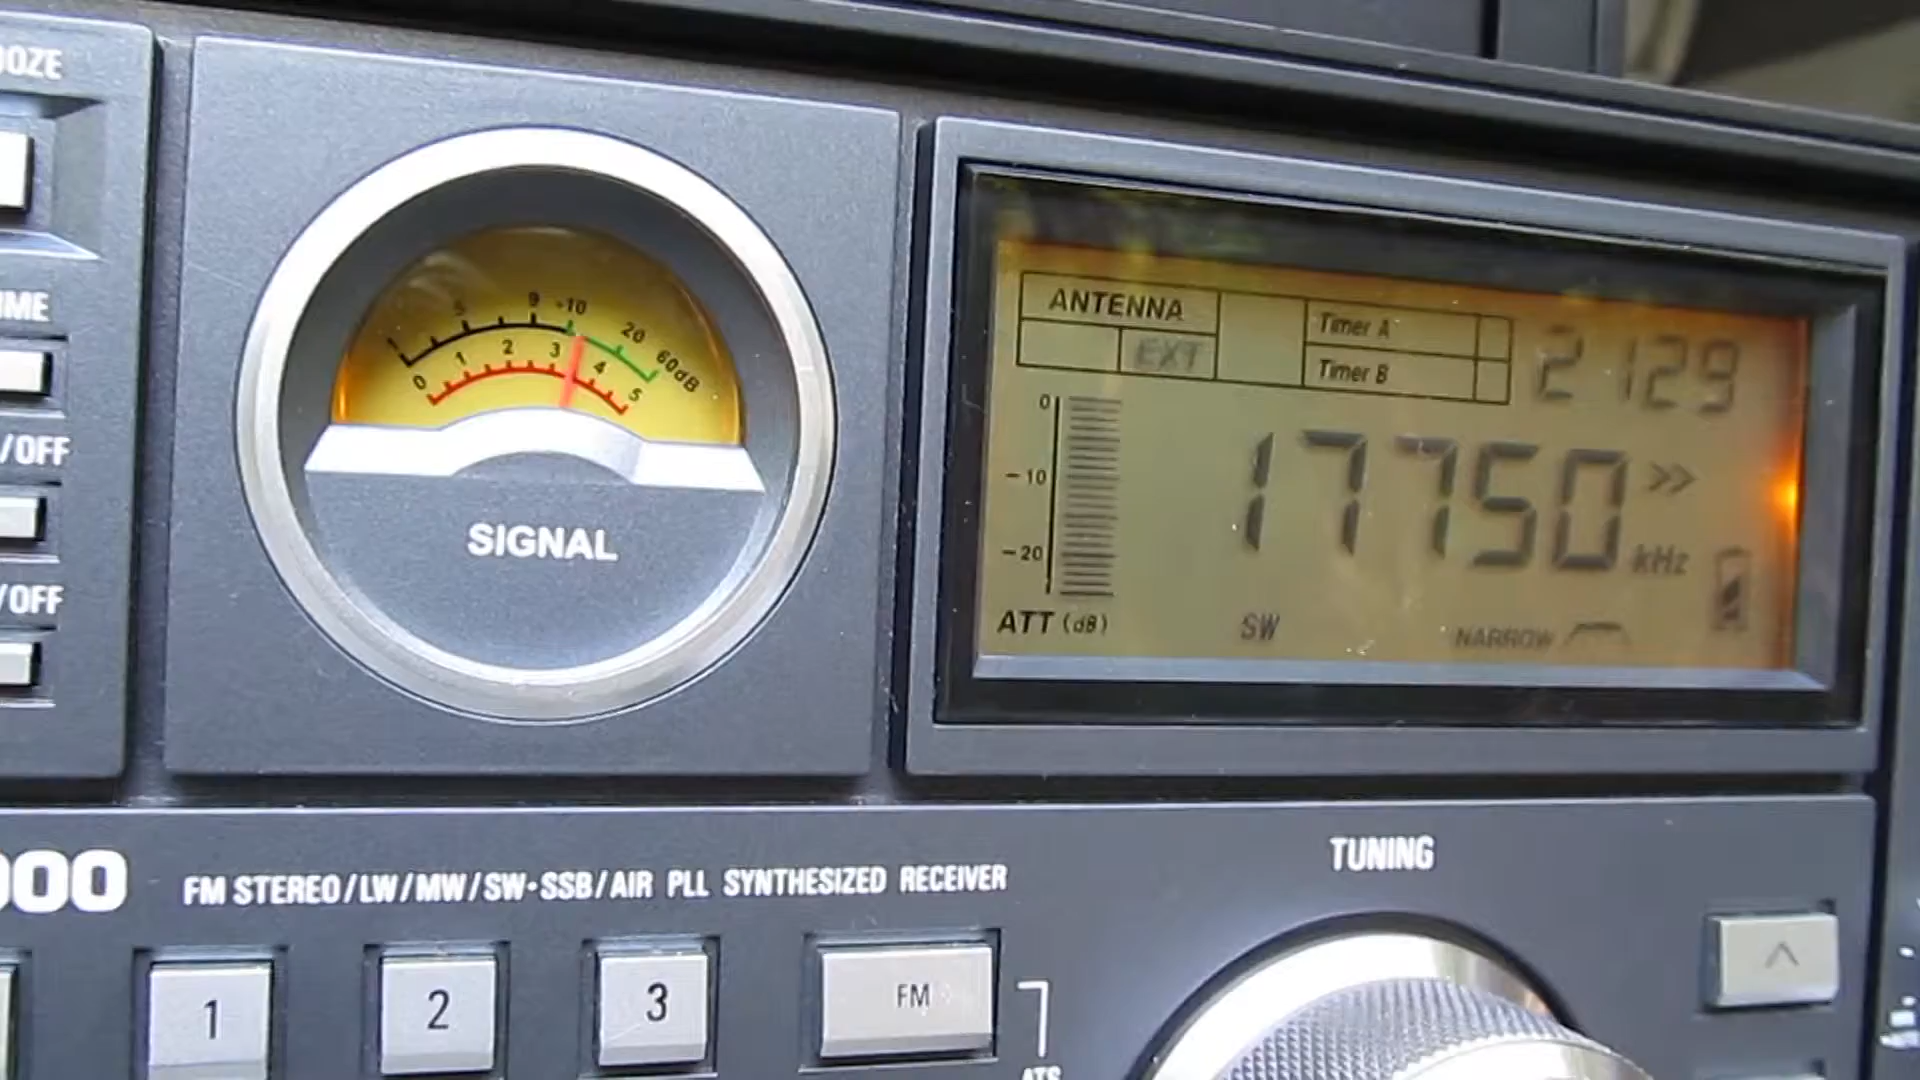 OOZE
IME
/OFF
/OFF
1 5 9 +10 20 60dB
0 1 2 3 4 5
SIGNAL
ANTENNA
EXT
Timer A
Timer B
2129
0
-10
-20
ATT (dB)
17750 >> kHz
SW
NARROW
000
FM STEREO/LW/MW/SW·SSB/AIR PLL SYNTHESIZED RECEIVER
TUNING
1
2
3
FM
^
ATS